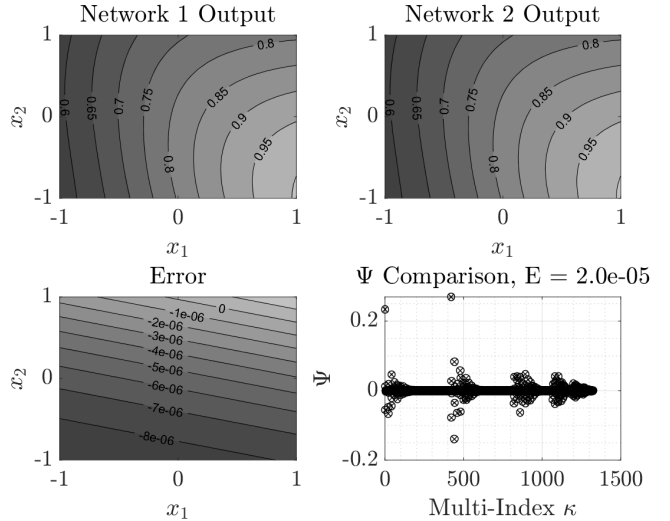 Network 1 Output
x₂
1
0
-1
-1
0
1
x₁
0.6
0.65
0.7
0.75
0.8
0.8
0.85
0.9
0.95
Network 2 Output
x₂
1
0
-1
-1
0
1
x₁
0.6
0.65
0.7
0.75
0.8
0.8
0.85
0.9
0.95
Error
x₂
1
0
-1
-1
0
1
x₁
0
-1e-06
-2e-06
-3e-06
-4e-06
-5e-06
-6e-06
-7e-06
-8e-06
Ψ Comparison, E = 2.0e-05
Ψ
0.2
0
-0.2
0
500
1000
1500
Multi-Index κ